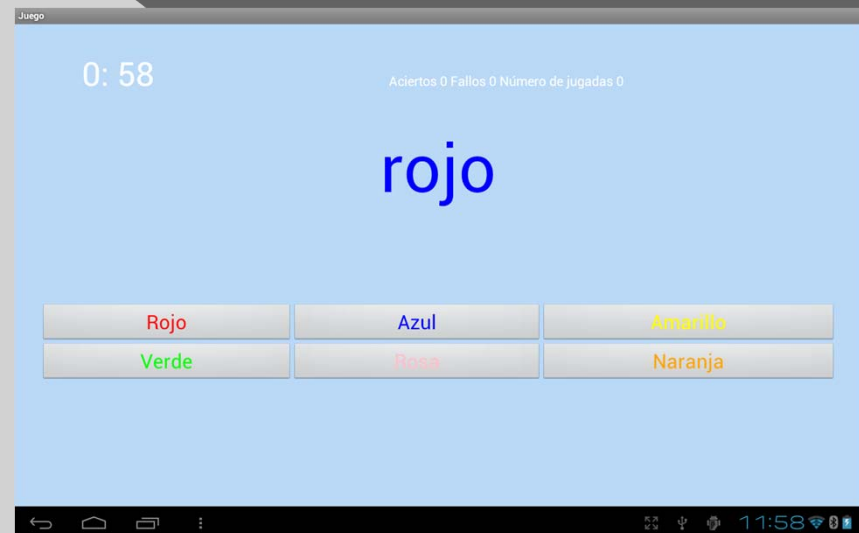 Juego
0: 58
Aciertos 0 Fallos 0 Número de jugadas 0
rojo
Rojo Azul Amarillo
Verde Rosa Naranja
11:58